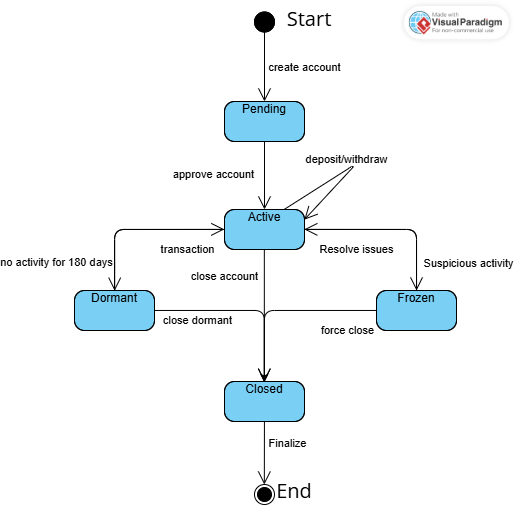 Start
Made with
Visual Paradigm
For non-commercial use
create account
Pending
approve account
deposit/withdraw
Active
transaction
Resolve issues
no activity for 180 days
close account
Suspicious activity
Dormant
Frozen
close dormant
force close
Closed
Finalize
End